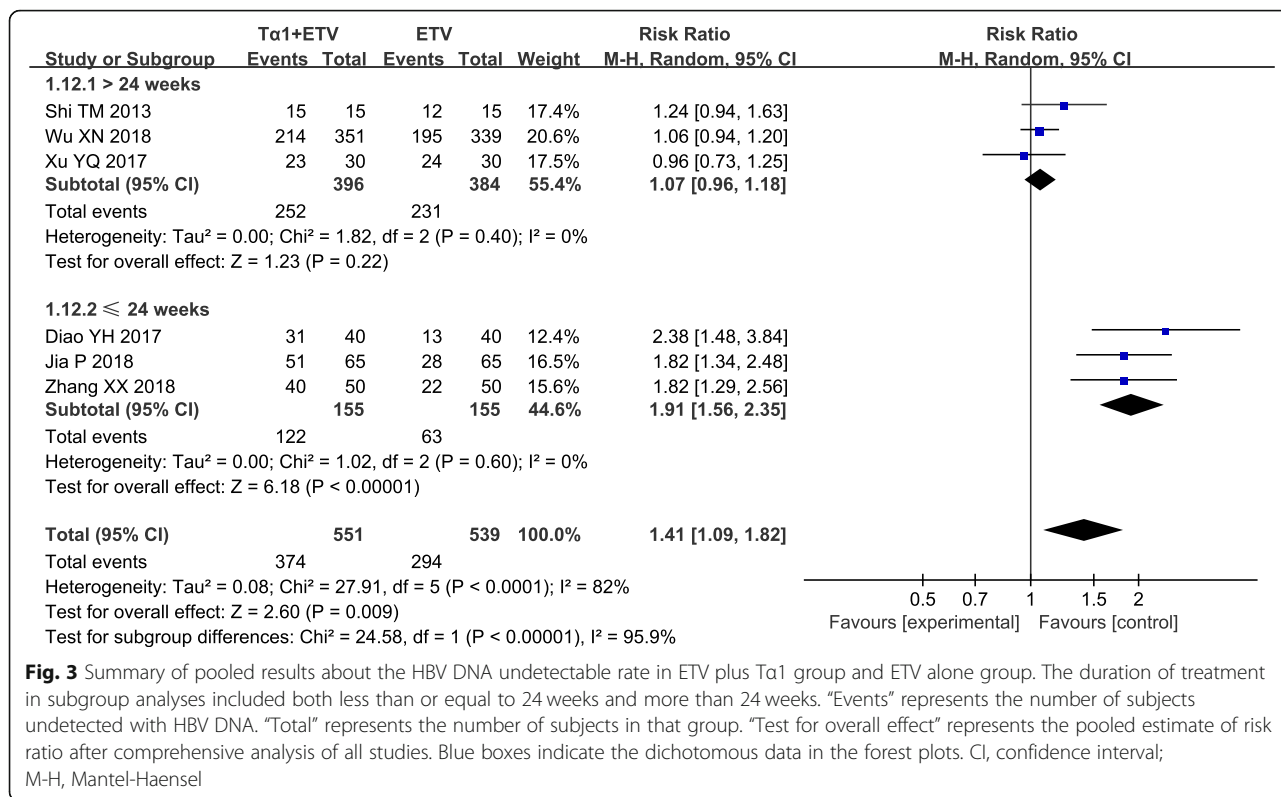 Tα1+ETV ETV Risk Ratio Risk Ratio
Study or Subgroup Events Total Events Total Weight M-H, Random, 95% CI M-H, Random, 95% CI
1.12.1 > 24 weeks
Shi TM 2013 15 15 12 15 17.4% 1.24 [0.94, 1.63]
Wu XN 2018 214 351 195 339 20.6% 1.06 [0.94, 1.20]
Xu YQ 2017 23 30 24 30 17.5% 0.96 [0.73, 1.25]
Subtotal (95% CI) 396 384 55.4% 1.07 [0.96, 1.18]
Total events 252 231
Heterogeneity: Tau² = 0.00; Chi² = 1.82, df = 2 (P = 0.40); I² = 0%
Test for overall effect: Z = 1.23 (P = 0.22)
1.12.2 ≤ 24 weeks
Diao YH 2017 31 40 13 40 12.4% 2.38 [1.48, 3.84]
Jia P 2018 51 65 28 65 16.5% 1.82 [1.34, 2.48]
Zhang XX 2018 40 50 22 50 15.6% 1.82 [1.29, 2.56]
Subtotal (95% CI) 155 155 44.6% 1.91 [1.56, 2.35]
Total events 122 63
Heterogeneity: Tau² = 0.00; Chi² = 1.02, df = 2 (P = 0.60); I² = 0%
Test for overall effect: Z = 6.18 (P < 0.00001)
Total (95% CI) 551 539 100.0% 1.41 [1.09, 1.82]
Total events 374 294
Heterogeneity: Tau² = 0.08; Chi² = 27.91, df = 5 (P < 0.0001); I² = 82%
Test for overall effect: Z = 2.60 (P = 0.009)
Test for subgroup differences: Chi² = 24.58, df = 1 (P < 0.00001), I² = 95.9%
0.5 0.7 1 1.5 2
Favours [experimental] Favours [control]
Fig. 3 Summary of pooled results about the HBV DNA undetectable rate in ETV plus Tα1 group and ETV alone group. The duration of treatment
in subgroup analyses included both less than or equal to 24 weeks and more than 24 weeks. “Events” represents the number of subjects
undetected with HBV DNA. “Total” represents the number of subjects in that group. “Test for overall effect” represents the pooled estimate of risk
ratio after comprehensive analysis of all studies. Blue boxes indicate the dichotomous data in the forest plots. CI, confidence interval;
M-H, Mantel-Haensel